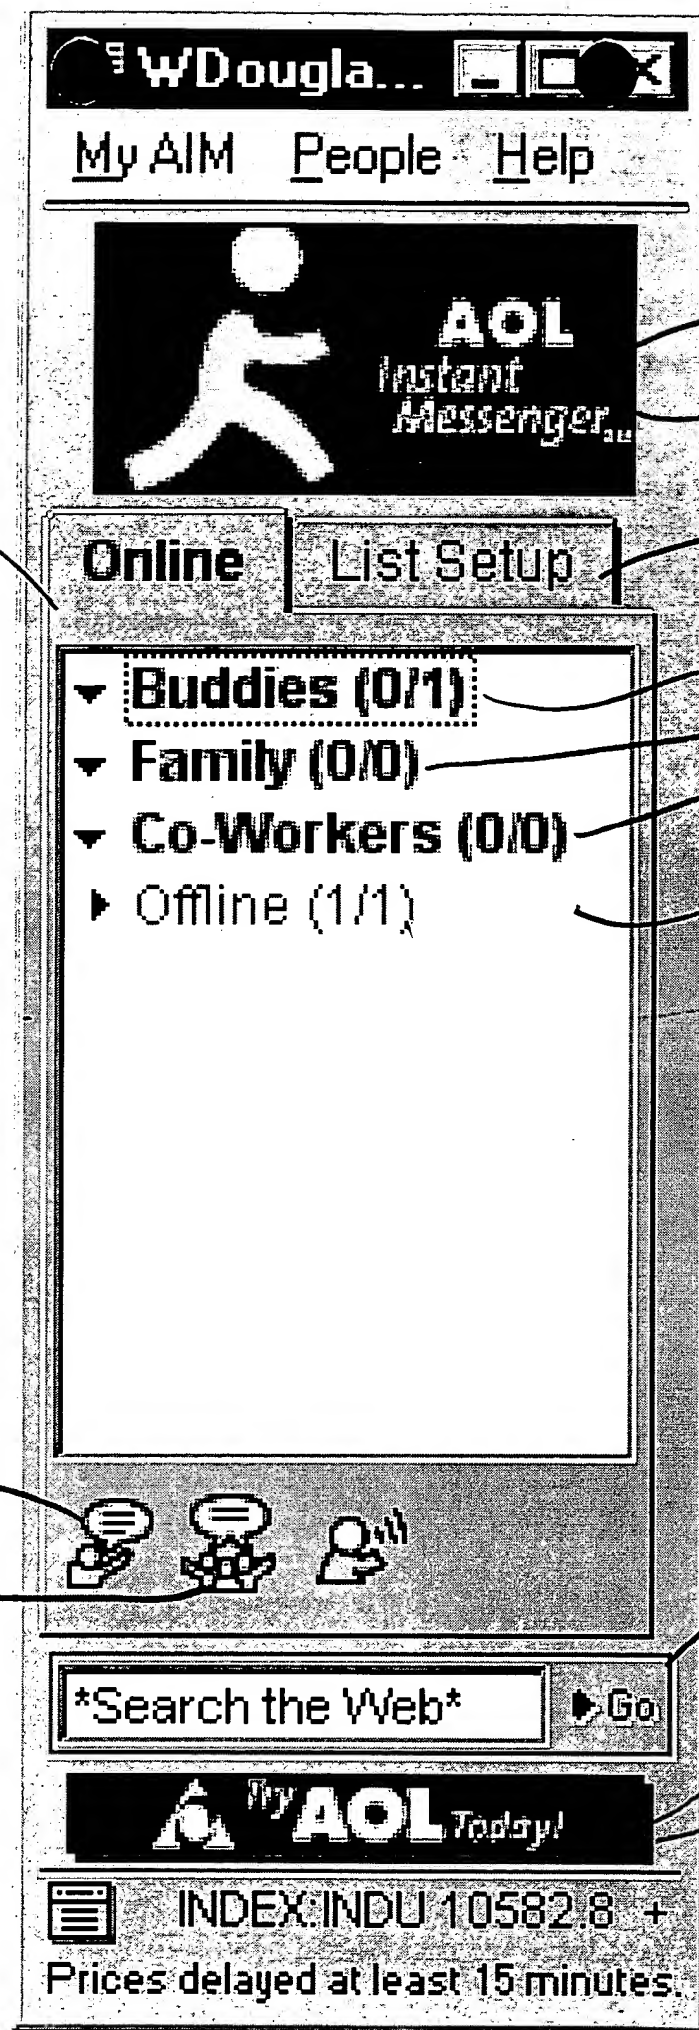 WDougla...
My AIM People Help
AOL
Instant
Messenger
Online List Setup
Buddies (0/1)
Family (0/0)
Co-Workers (0/0)
Offline (1/1)
*Search the Web* Go
Try AOL Today!
INDEX:INDU 10582.8 +
Prices delayed at least 15 minutes.